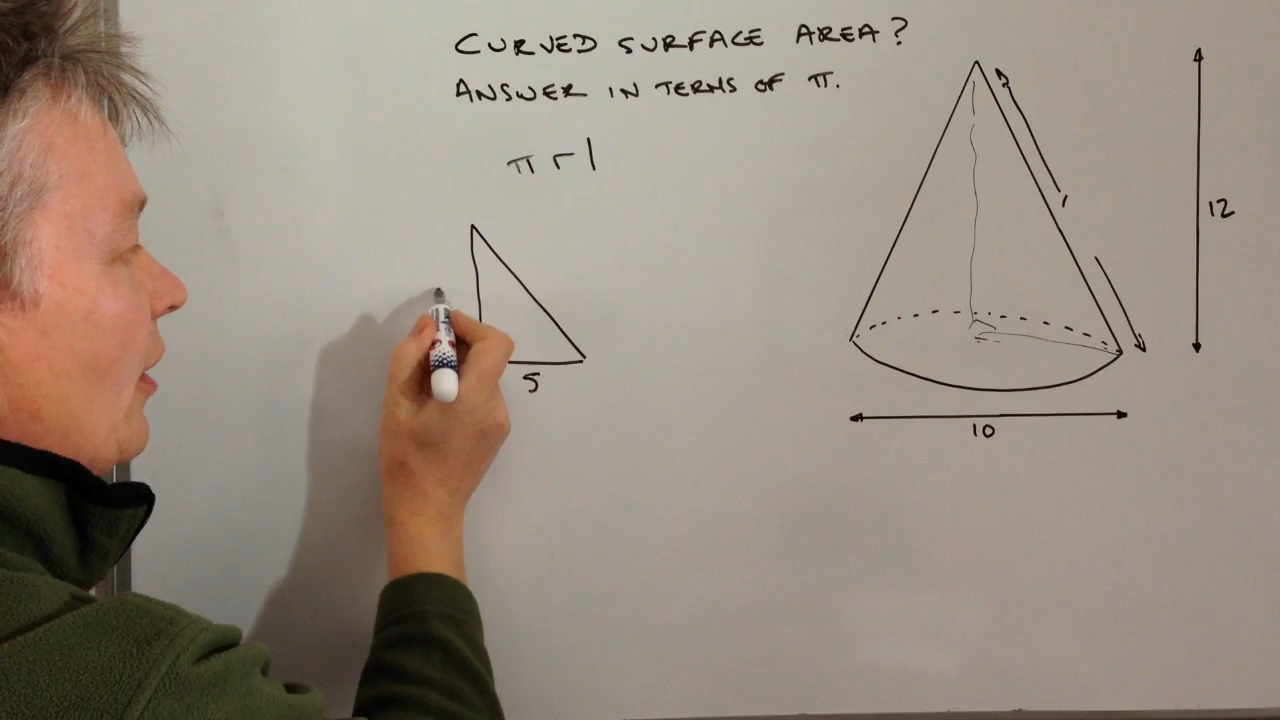 CURVED SURFACE AREA?
ANSWER IN TERMS OF π.
π r l
5
12
l
10